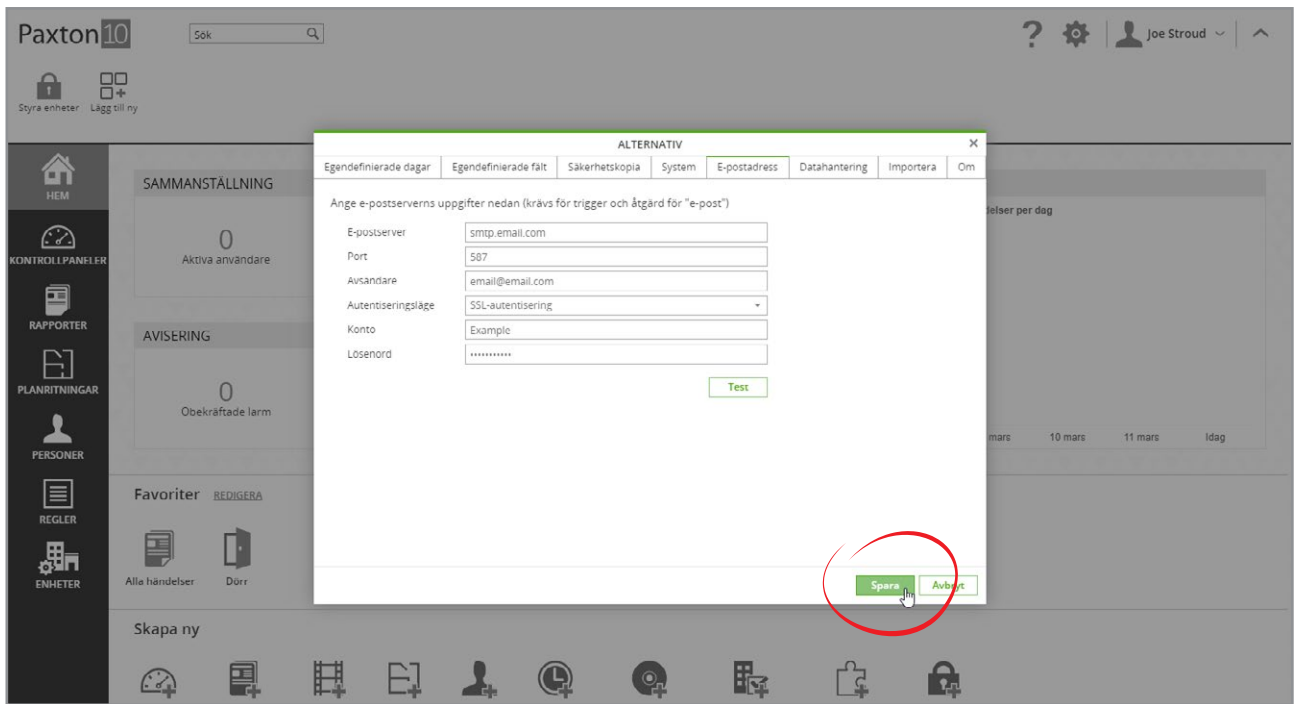 Paxton10
Sök
Joe Stroud
Styra enheter
Lägg till ny
HEM
KONTROLLPANELER
RAPPORTER
PLANRITNINGAR
PERSONER
REGLER
ENHETER
SAMMANSTÄLLNING
0
Aktiva användare
AVISERING
0
Obekräftade larm
ALTERNATIV
Egendefinierade dagar
Egendefinierade fält
Säkerhetskopia
System
E-postadress
Datahantering
Importera
Om
Ange e-postserverns uppgifter nedan (krävs för trigger och åtgärd för "e-post")
E-postserver smtp.email.com
Port 587
Avsändare email@email.com
Autentiseringsläge SSL-autentisering
Konto Example
Lösenord •••••••••••
Test
Spara
Avbryt
per dag
mars
10 mars
11 mars
Idag
Favoriter REDIGERA
Alla händelser
Dörr
Skapa ny